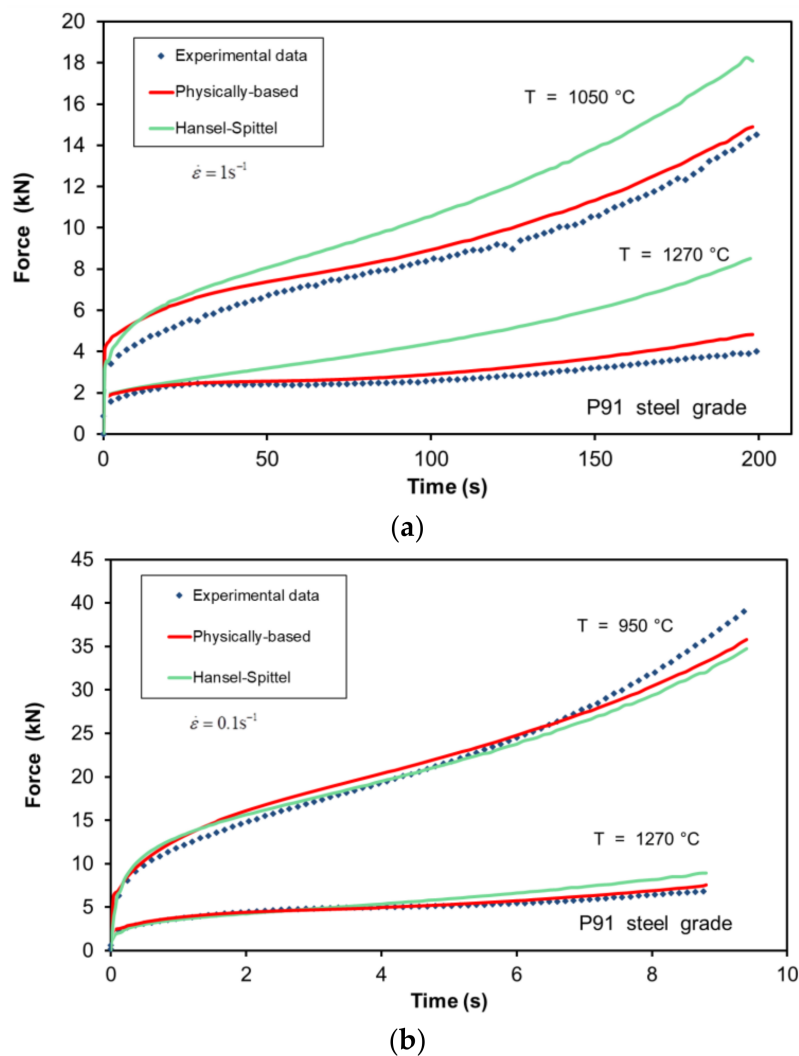 20
18
16
14
12
10
8
6
4
2
0
Force (kN)
Experimental data
Physically-based
Hansel-Spittel
ε̇ = 1s⁻¹
T = 1050 °C
T = 1270 °C
P91 steel grade
0 50 100 150 200
Time (s)
(a)
45
40
35
30
25
20
15
10
5
0
Force (kN)
Experimental data
Physically-based
Hansel-Spittel
ε̇ = 0.1s⁻¹
T = 950 °C
T = 1270 °C
P91 steel grade
0 2 4 6 8 10
Time (s)
(b)